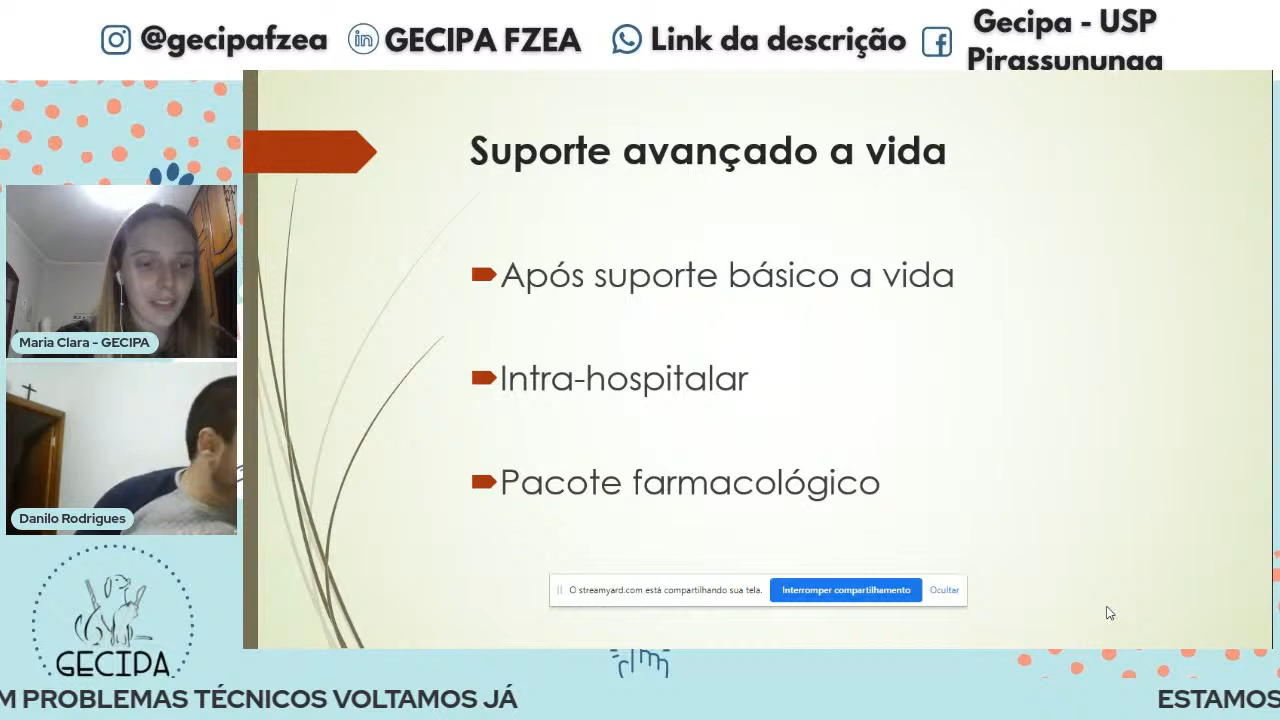 @gecipafzea
GECIPA FZEA
Link da descrição
Gecipa - USP
Pirassununga
Suporte avançado a vida
Após suporte básico a vida
Intra-hospitalar
Pacote farmacológico
Maria Clara - GECIPA
Danilo Rodrigues
O streamyard.com está compartilhando sua tela.
Interromper compartilhamento
Ocultar
GECIPA
M PROBLEMAS TÉCNICOS VOLTAMOS JÁ
ESTAMOS